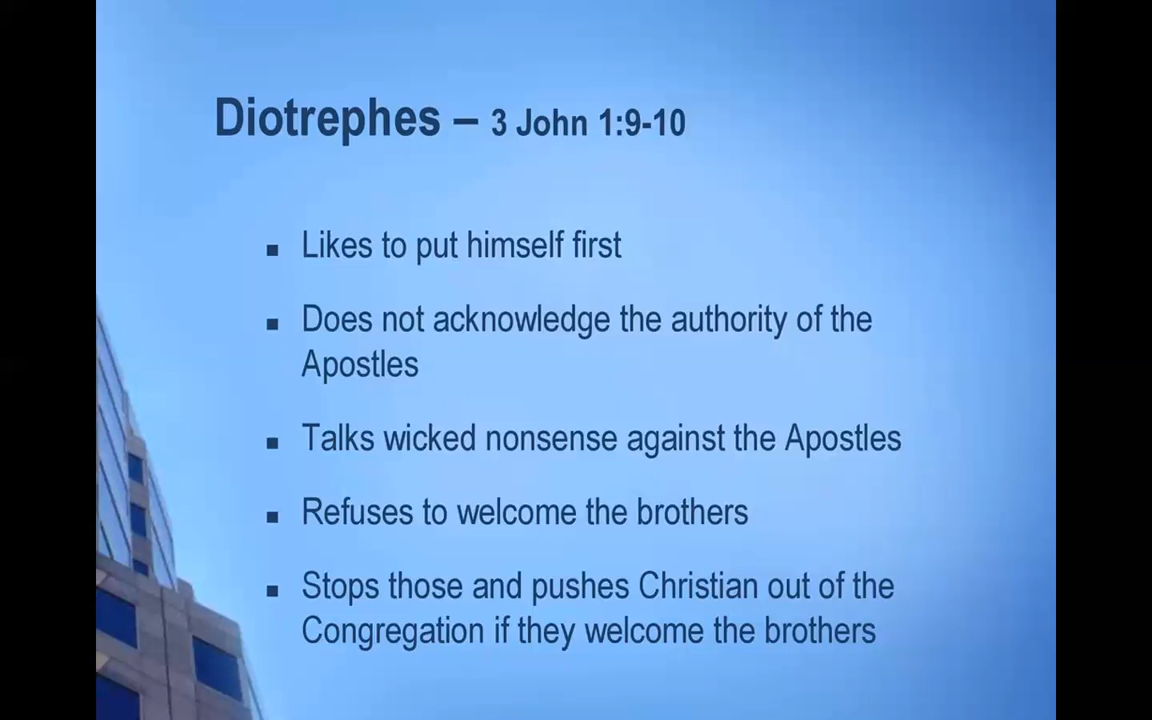 Diotrephes – 3 John 1:9-10
▪ Likes to put himself first
▪ Does not acknowledge the authority of the
Apostles
▪ Talks wicked nonsense against the Apostles
▪ Refuses to welcome the brothers
▪ Stops those and pushes Christian out of the
Congregation if they welcome the brothers